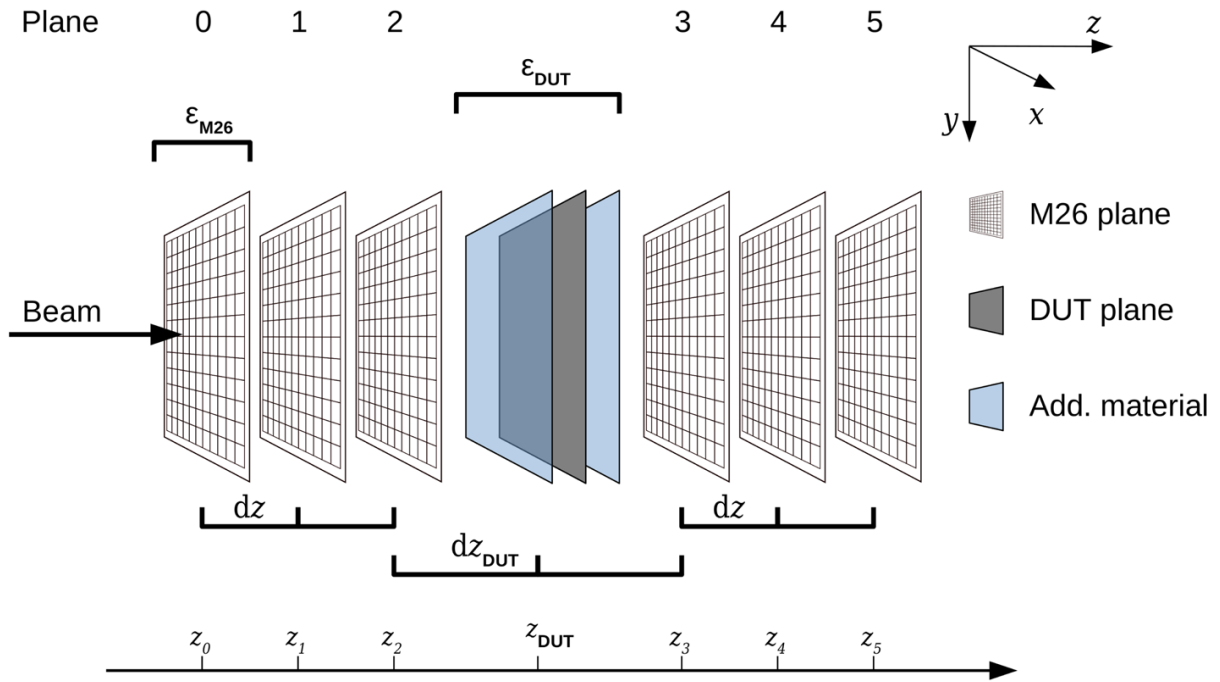 Plane 0 1 2 3 4 5
z
x
y
ε_DUT
ε_M26
M26 plane
DUT plane
Add. material
Beam
dz dz
dz_DUT
z_0 z_1 z_2 z_DUT z_3 z_4 z_5